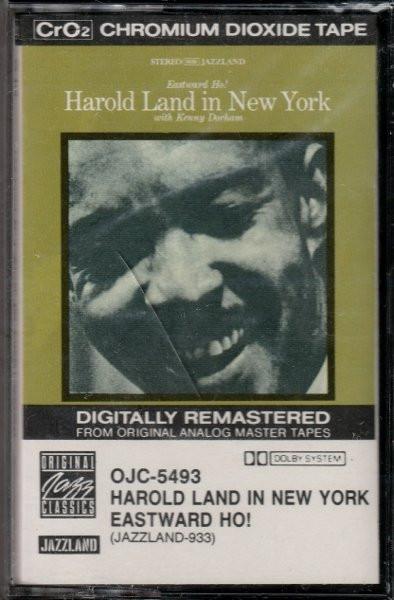 CrO2 CHROMIUM DIOXIDE TAPE
STEREO JAZZLAND
Eastward Ho!
Harold Land in New York
with Kenny Dorham
DIGITALLY REMASTERED
FROM ORIGINAL ANALOG MASTER TAPES
ORIGINAL
Jazz
CLASSICS
JAZZLAND
DOLBY SYSTEM
OJC-5493
HAROLD LAND IN NEW YORK
EASTWARD HO!
(JAZZLAND-933)